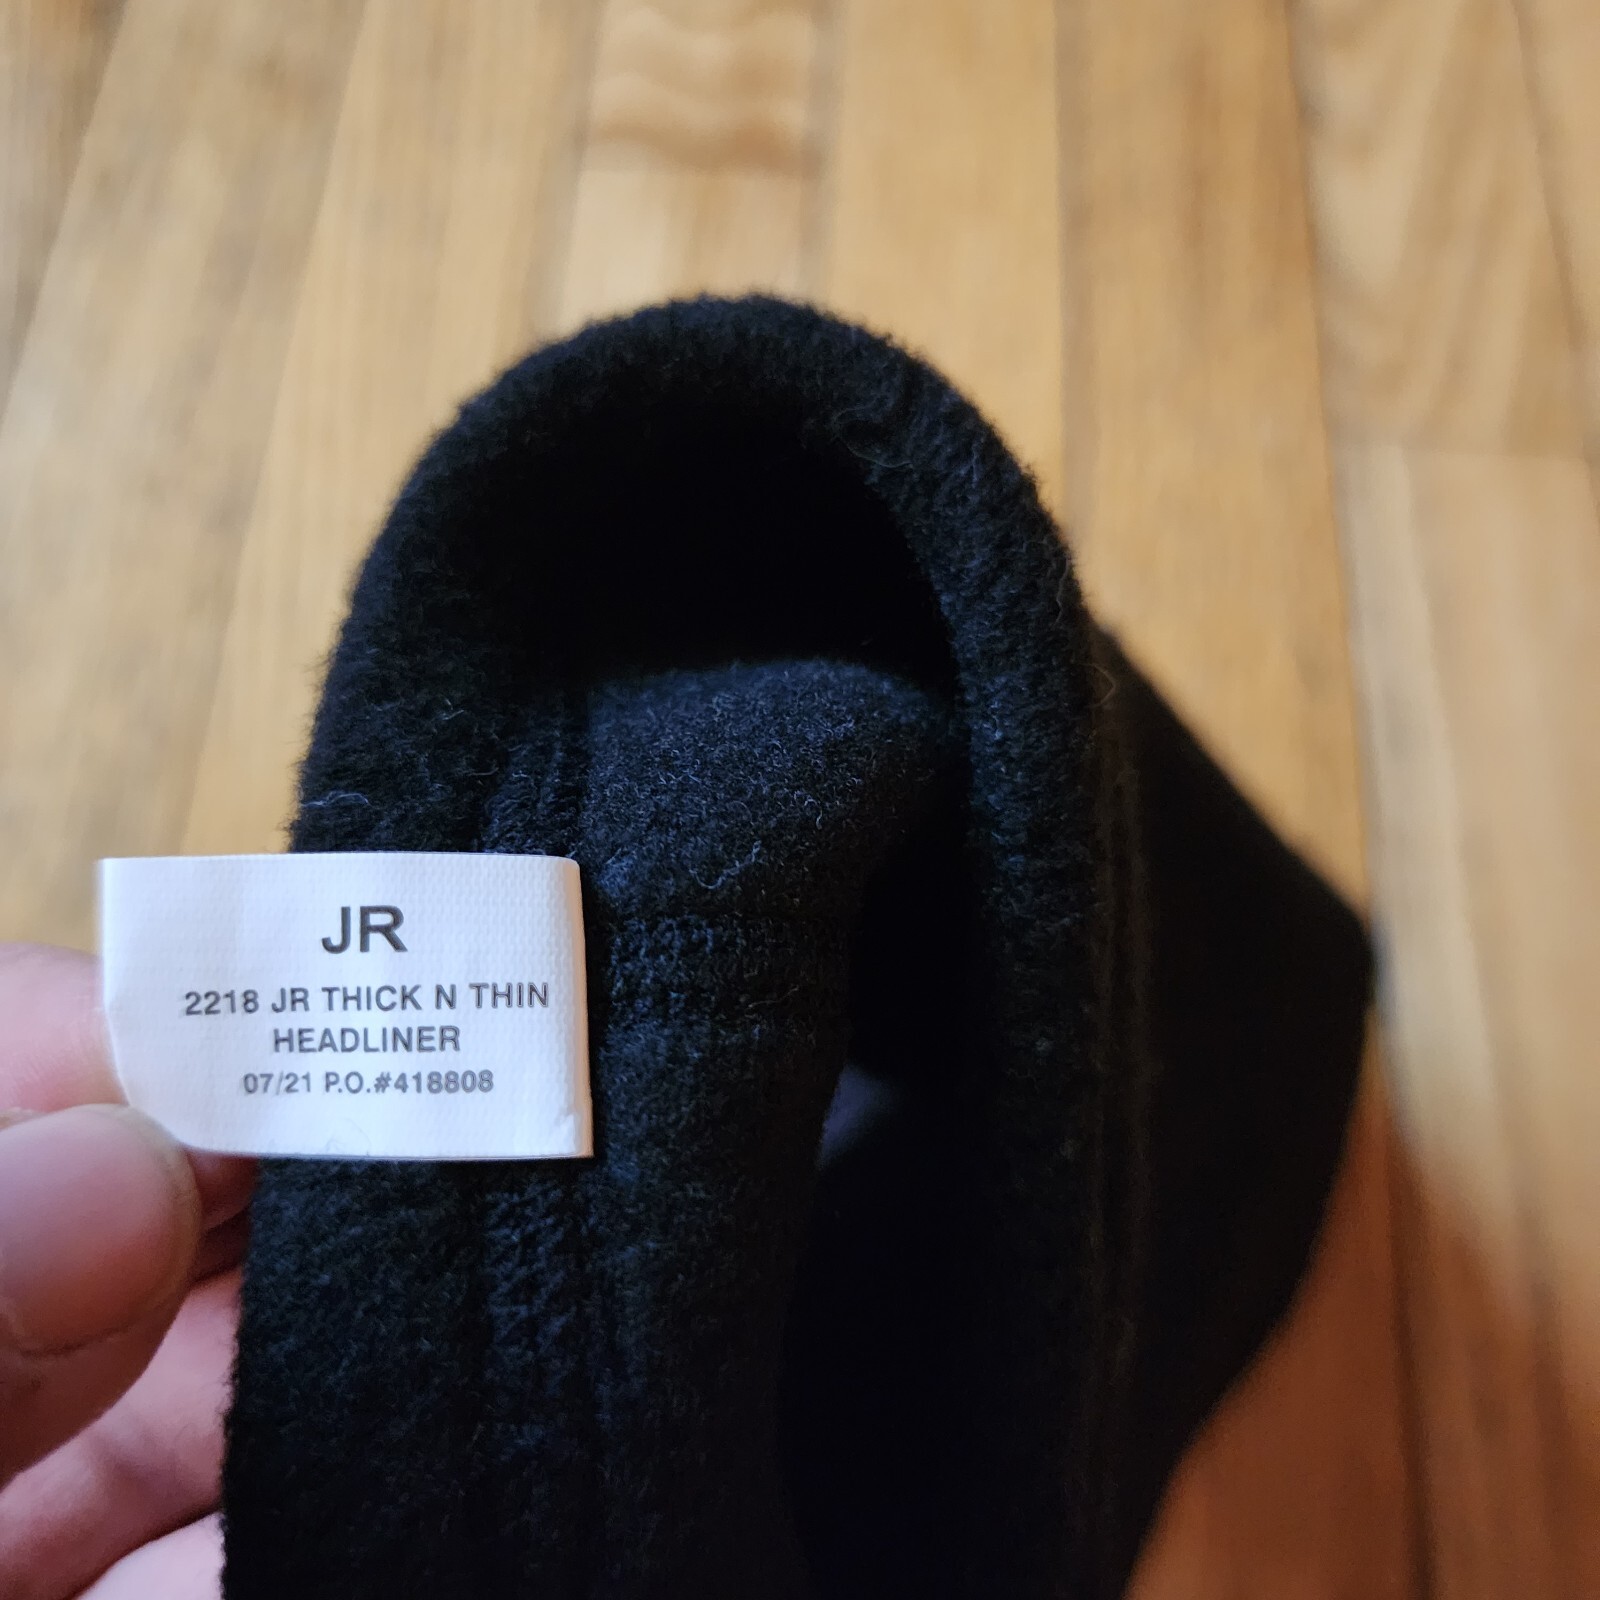 JR
2218 JR THICK N THIN
HEADLINER
07/21 P.O.#418808